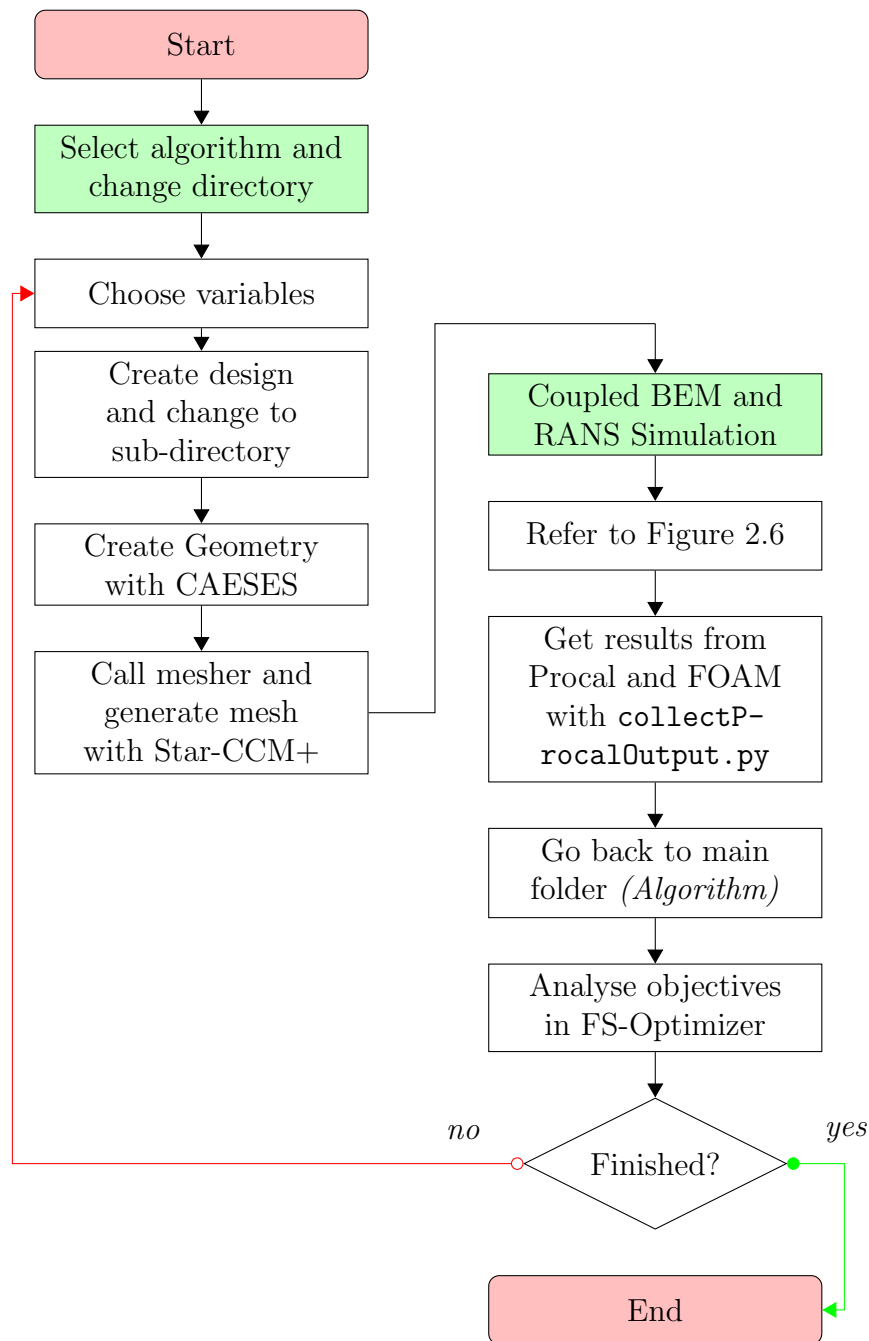 Start
Select algorithm and
change directory
Choose variables
Create design
and change to
sub-directory
Create Geometry
with CAESES
Call mesher and
generate mesh
with Star-CCM+
Coupled BEM and
RANS Simulation
Refer to Figure 2.6
Get results from
Procal and FOAM
with collectP-
rocalOutput.py
Go back to main
folder (Algorithm)
Analyse objectives
in FS-Optimizer
no
yes
Finished?
End